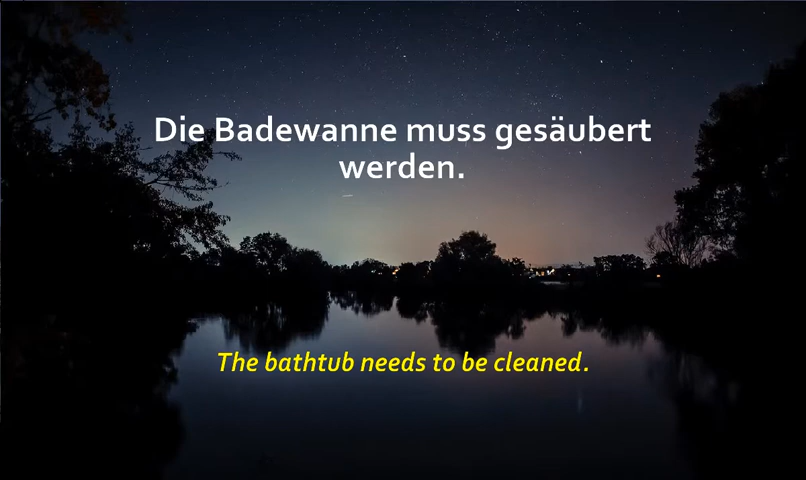 Die Badewanne muss gesäubert
werden.
The bathtub needs to be cleaned.